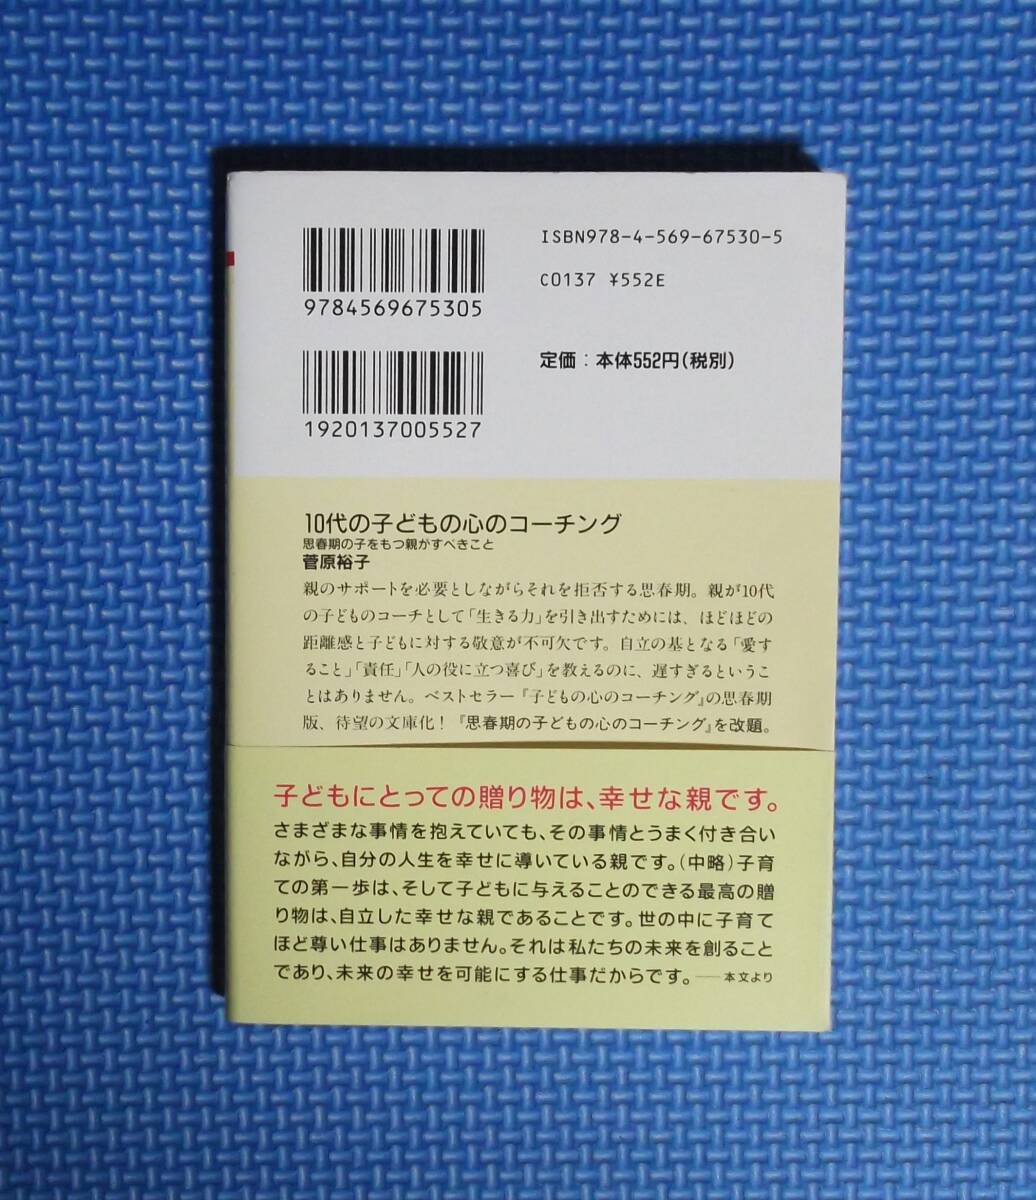 ISBN978-4-569-67530-5
9784569675305
C0137 ¥552E
1920137005527
定価：本体552円(税別)
10代の子どもの心のコーチング
思春期の子をもつ親がすべきこと
菅原裕子
親のサポートを必要としながらそれを拒否する思春期。親が10代
の子どものコーチとして「生きる力」を引き出すためには、ほどほどの
距離感と子どもに対する敬意が不可欠です。自立の基となる「愛す
ること」「責任」「人の役に立つ喜び」を教えるのに、遅すぎるというこ
とはありません。ベストセラー『子どもの心のコーチング』の思春期
版、待望の文庫化！『思春期の子どもの心のコーチング』を改題。
子どもにとっての贈り物は、幸せな親です。
さまざまな事情を抱えていても、その事情とうまく付き合い
ながら、自分の人生を幸せに導いている親です。(中略)子育
ての第一歩は、そして子どもに与えることのできる最高の贈
り物は、自立した幸せな親であることです。世の中に子育て
ほど尊い仕事はありません。それは私たちの未来を創ること
であり、未来の幸せを可能にする仕事だからです。──本文より